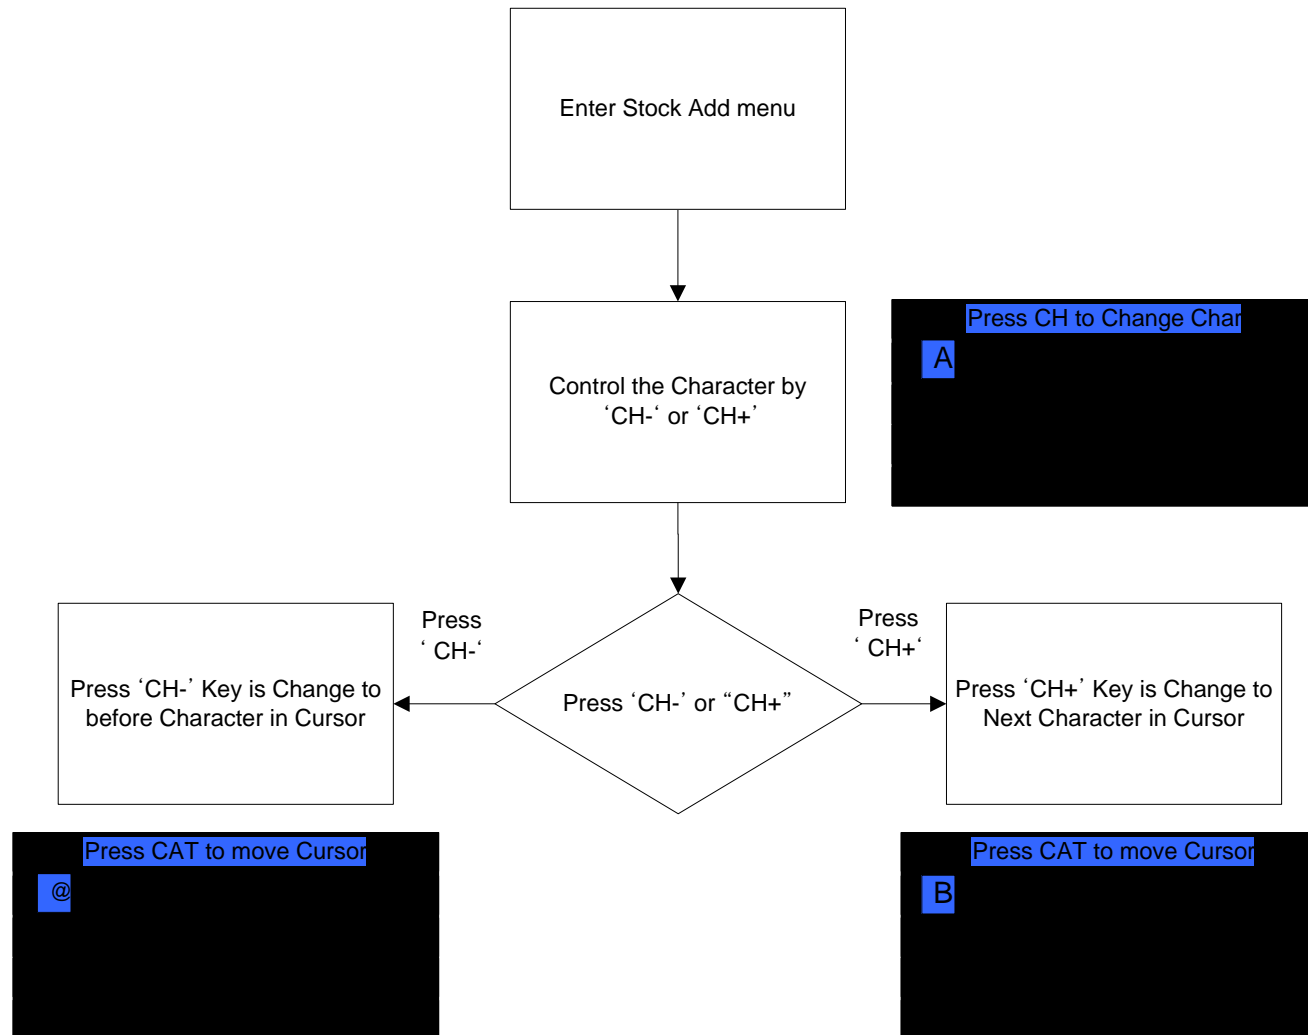 Enter Stock Add menu
Control the Character by
‘CH-‘ or ‘CH+’
Press CH to Change Char
A
Press
‘ CH-‘
Press
‘ CH+‘
Press ‘CH-’ Key is Change to
before Character in Cursor
Press ‘CH-’ or “CH+”
Press ‘CH+’ Key is Change to
Next Character in Cursor
Press CAT to move Cursor
@
Press CAT to move Cursor
B